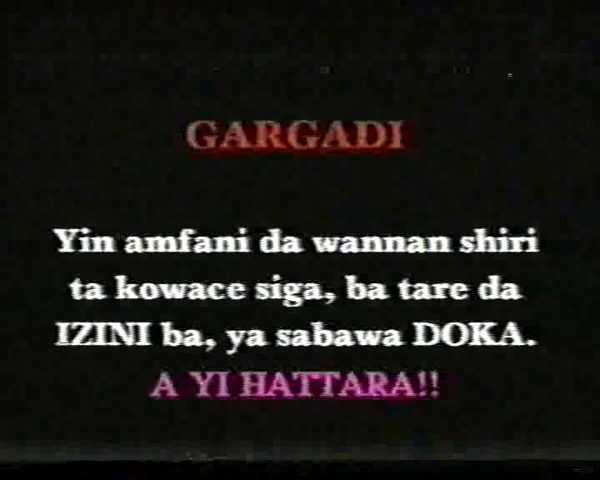 GARGADI
Yin amfani da wannan shiri
ta kowace siga, ba tare da
IZINI ba, ya sabawa DOKA.
A YI HATTARA!!